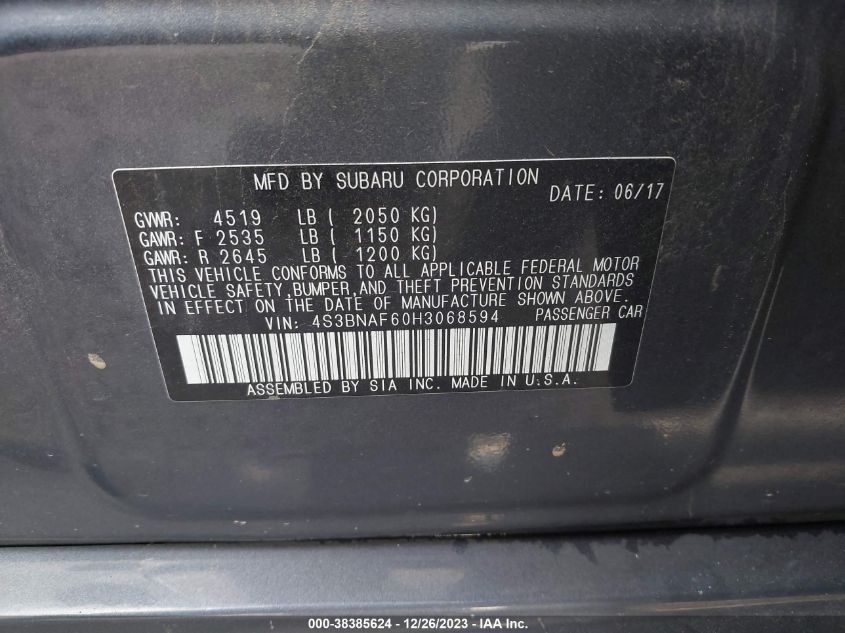 MFD BY SUBARU CORPORATION
DATE: 06/17
GVWR: 4519 LB ( 2050 KG)
GAWR: F 2535 LB ( 1150 KG)
GAWR: R 2645 LB ( 1200 KG)
THIS VEHICLE CONFORMS TO ALL APPLICABLE FEDERAL MOTOR
VEHICLE SAFETY,BUMPER,AND THEFT PREVENTION STANDARDS
IN EFFECT ON THE DATE OF MANUFACTURE SHOWN ABOVE.
VIN: 4S3BNAF60H3068594 PASSENGER CAR
ASSEMBLED BY SIA INC. MADE IN U.S.A.
000-38385624 - 12/26/2023 - IAA Inc.